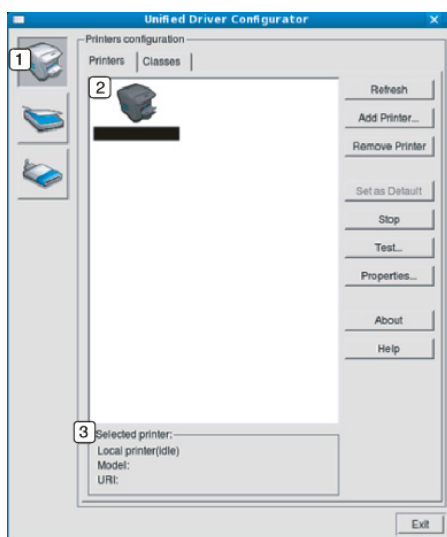 Unified Driver Configurator
Printers configuration
Printers Classes
1
2
Refresh
Add Printer...
Remove Printer
Set as Default
Stop
Test...
Properties...
About
Help
3
Selected printer:
Local printer(idle)
Model:
URI:
Exit